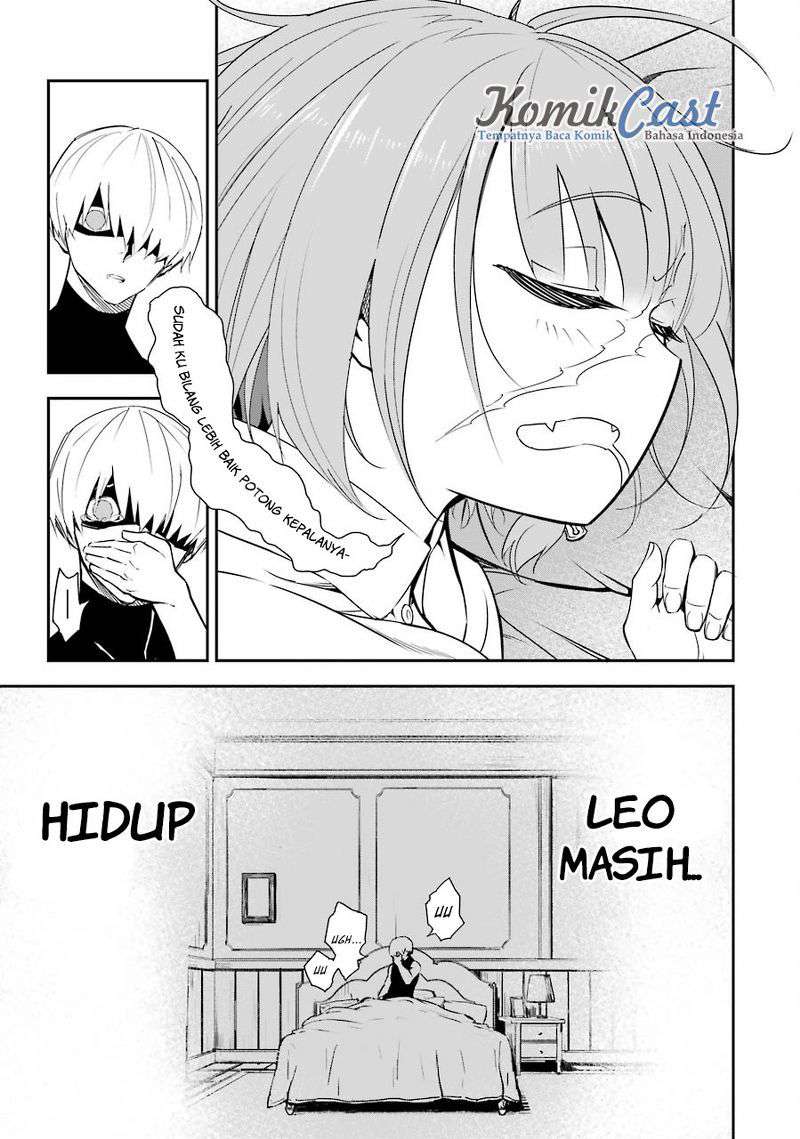 KomikCast
Tempatnya Baca Komik Bahasa Indonesia
SUDAH KU BILANG LEBIH BAIK POTONG KEPALANYA-
LEO
MASIH..
HIDUP
UU
UGH...
UU